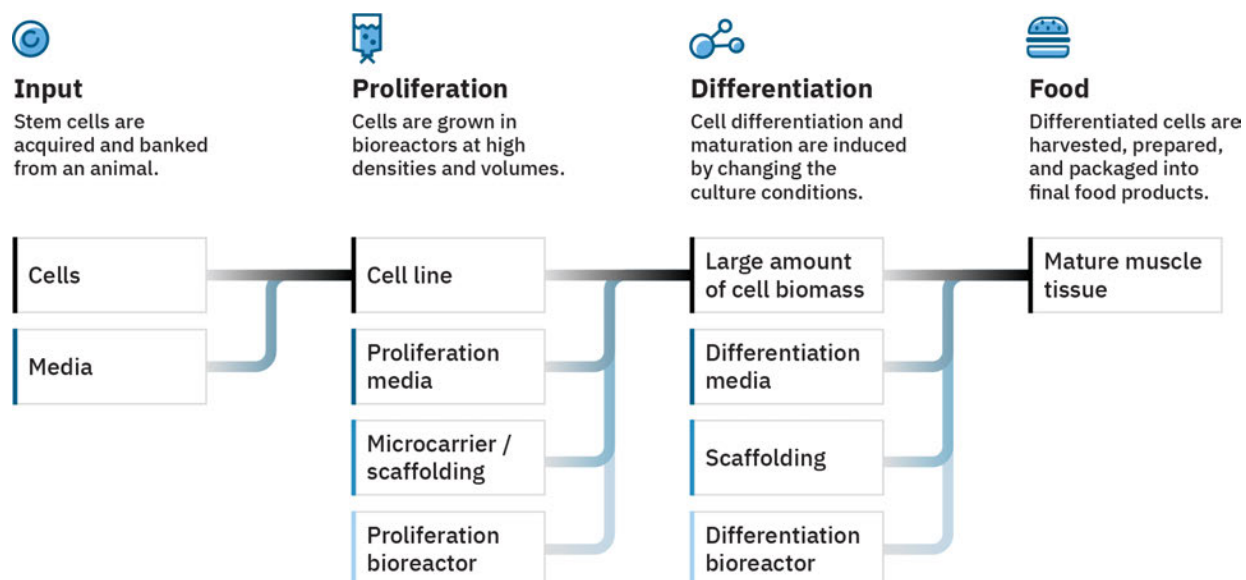 Input
Stem cells are
acquired and banked
from an animal.
Proliferation
Cells are grown in
bioreactors at high
densities and volumes.
Differentiation
Cell differentiation and
maturation are induced
by changing the
culture conditions.
Food
Differentiated cells are
harvested, prepared,
and packaged into
final food products.
Cells
Media
Cell line
Proliferation
media
Microcarrier /
scaffolding
Proliferation
bioreactor
Large amount
of cell biomass
Differentiation
media
Scaffolding
Differentiation
bioreactor
Mature muscle
tissue